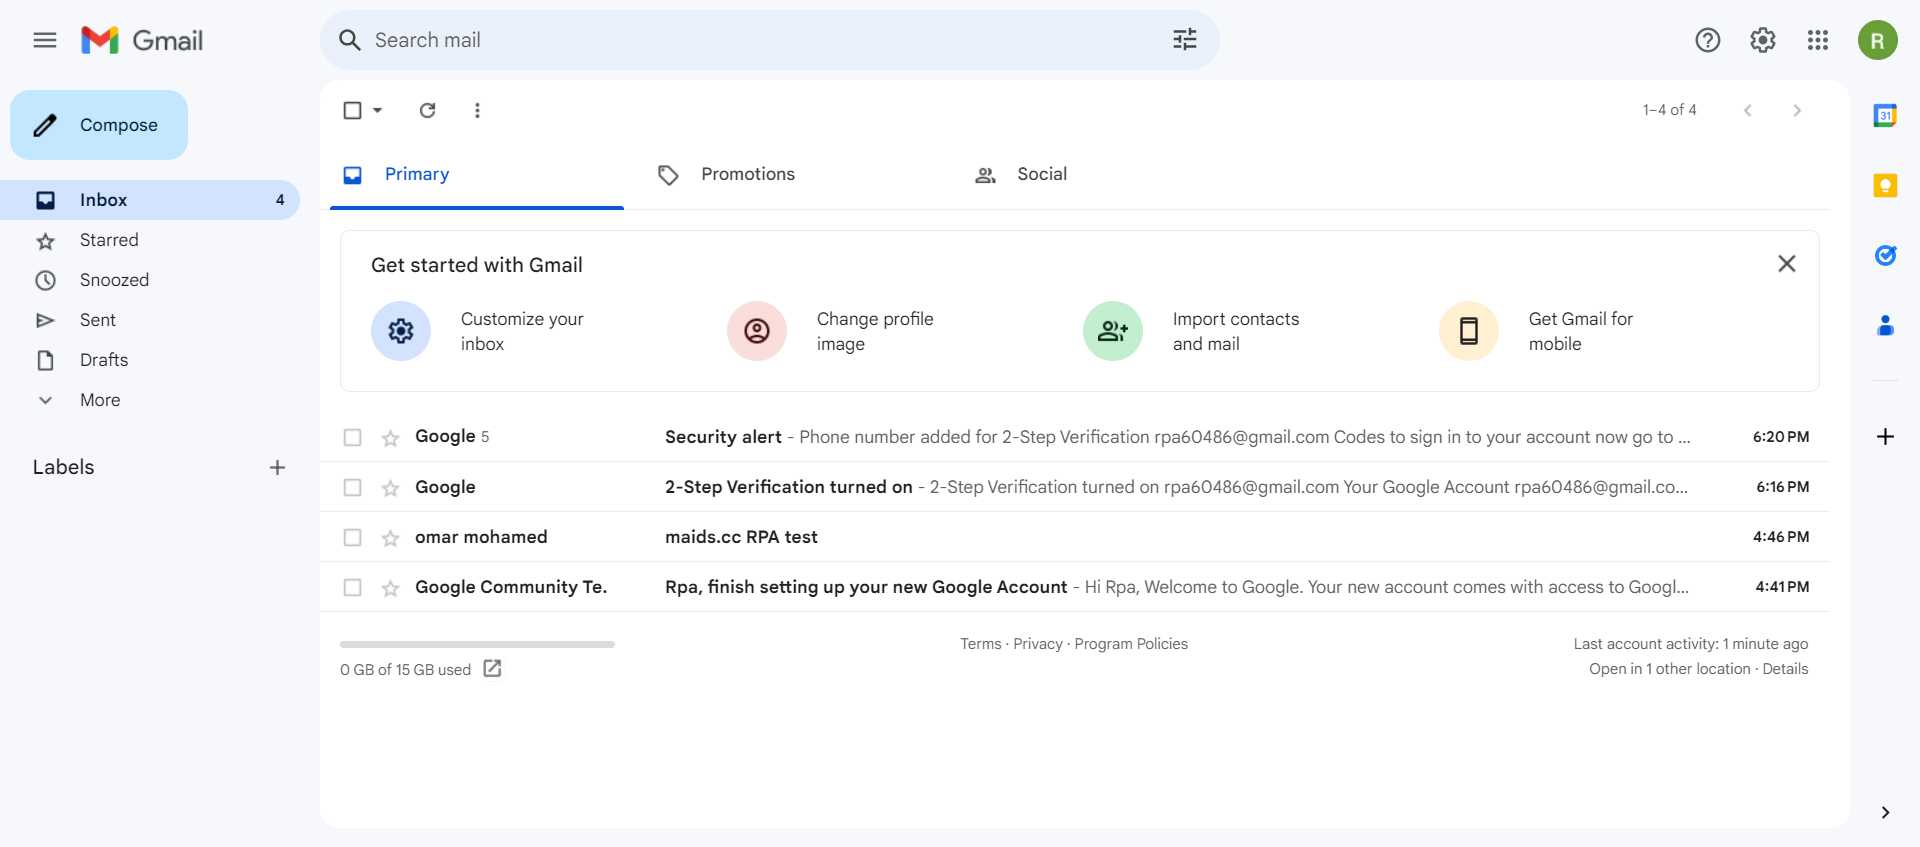 Gmail
Search mail
R
Compose
Inbox 4
Starred
Snoozed
Sent
Drafts
More
Labels
1–4 of 4
31
Primary
Promotions
Social
Get started with Gmail
Customize your
inbox
Change profile
image
Import contacts
and mail
Get Gmail for
mobile
Google 5 Security alert - Phone number added for 2-Step Verification rpa60486@gmail.com Codes to sign in to your account now go to ... 6:20 PM
Google 2-Step Verification turned on - 2-Step Verification turned on rpa60486@gmail.com Your Google Account rpa60486@gmail.co... 6:16 PM
omar mohamed maids.cc RPA test 4:46 PM
Google Community Te. Rpa, finish setting up your new Google Account - Hi Rpa, Welcome to Google. Your new account comes with access to Googl... 4:41 PM
0 GB of 15 GB used
Terms · Privacy · Program Policies
Last account activity: 1 minute ago
Open in 1 other location · Details